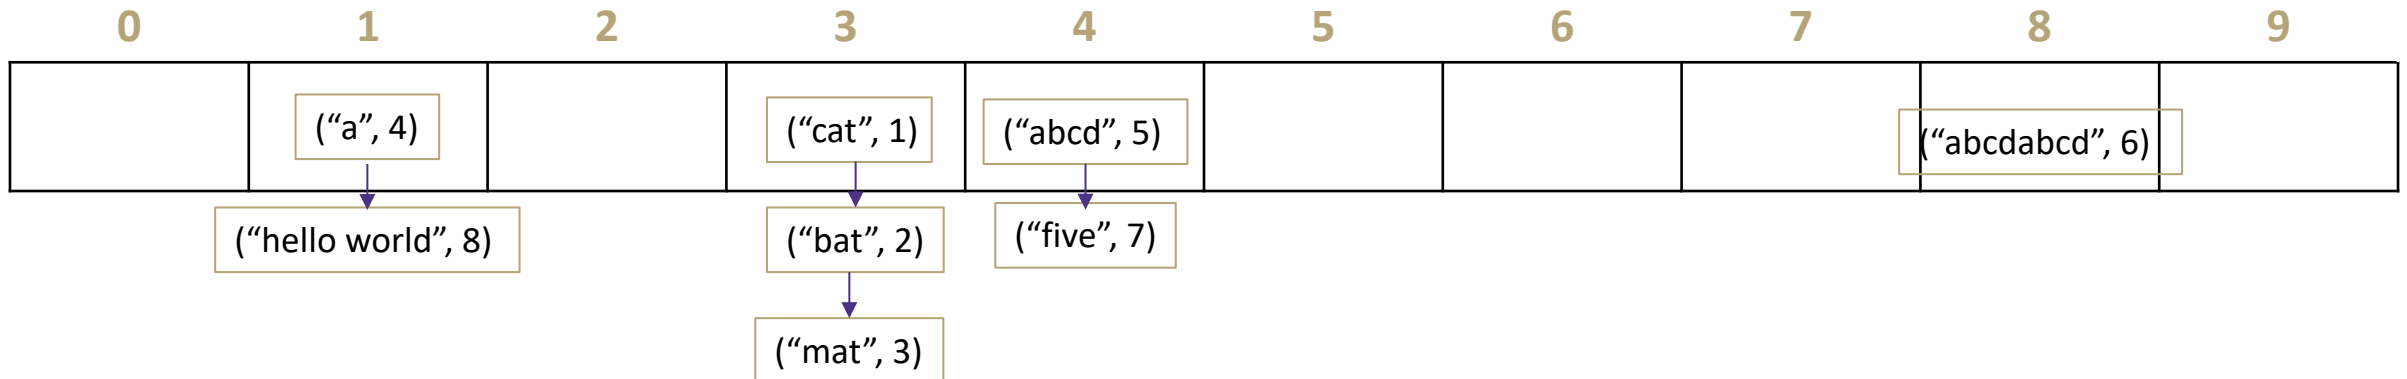 0 1 2 3 4 5 6 7 8 9
(“a”, 4) (“cat”, 1) (“abcd”, 5) (“abcdabcd”, 6)
(“hello world”, 8) (“bat”, 2) (“five”, 7)
(“mat”, 3)